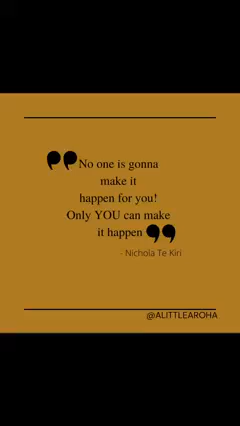 ❝ No one is gonna
make it
happen for you!
Only YOU can make
it happen ❞
- Nichola Te Kiri
@ALITTLEAROHA